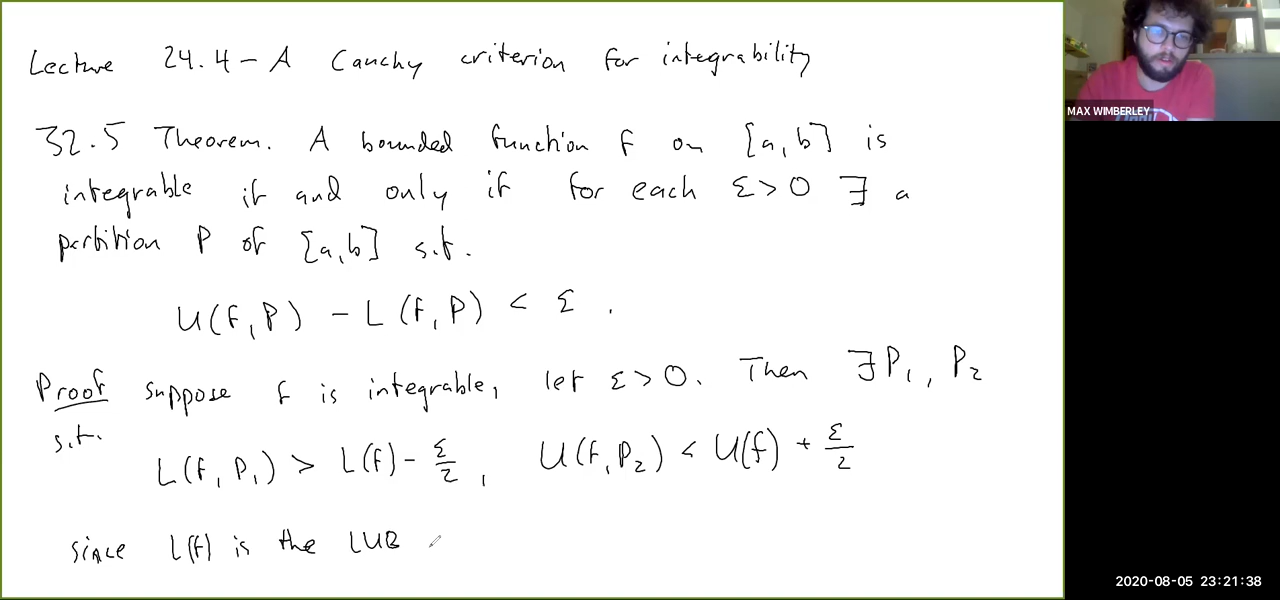 Lecture 24.4 - A Cauchy criterion for integrability
32.5 Theorem. A bounded function f on [a,b] is
integrable if and only if for each ε > 0 ∃ a
partition P of [a,b] s.t.
U(f,P) - L(f,P) < ε.
Proof suppose f is integrable, let ε > 0. Then ∃ P₁, P₂
s.t.
L(f,P₁) > L(f) - ε/2, U(f,P₂) < U(f) + ε/2
since L(f) is the LUB
MAX WIMBERLEY
2020-08-05 23:21:38